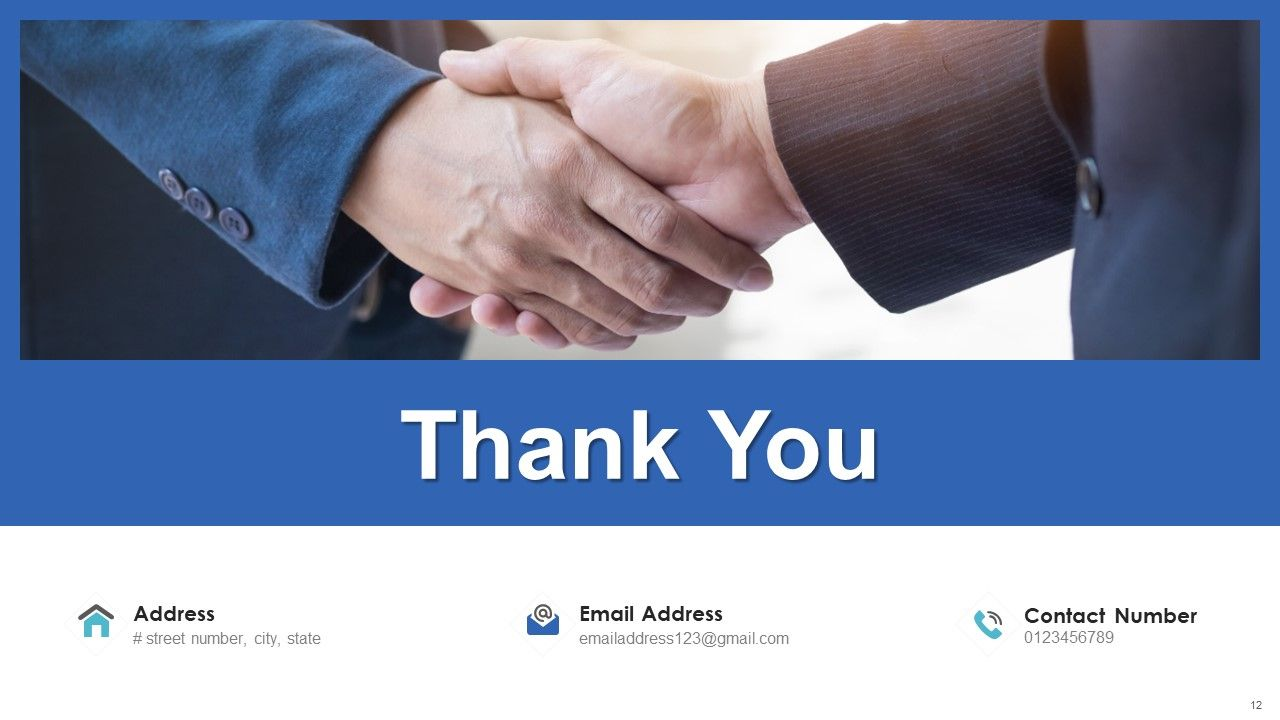 Thank You
Address
# street number, city, state
Email Address
emailaddress123@gmail.com
Contact Number
0123456789
12